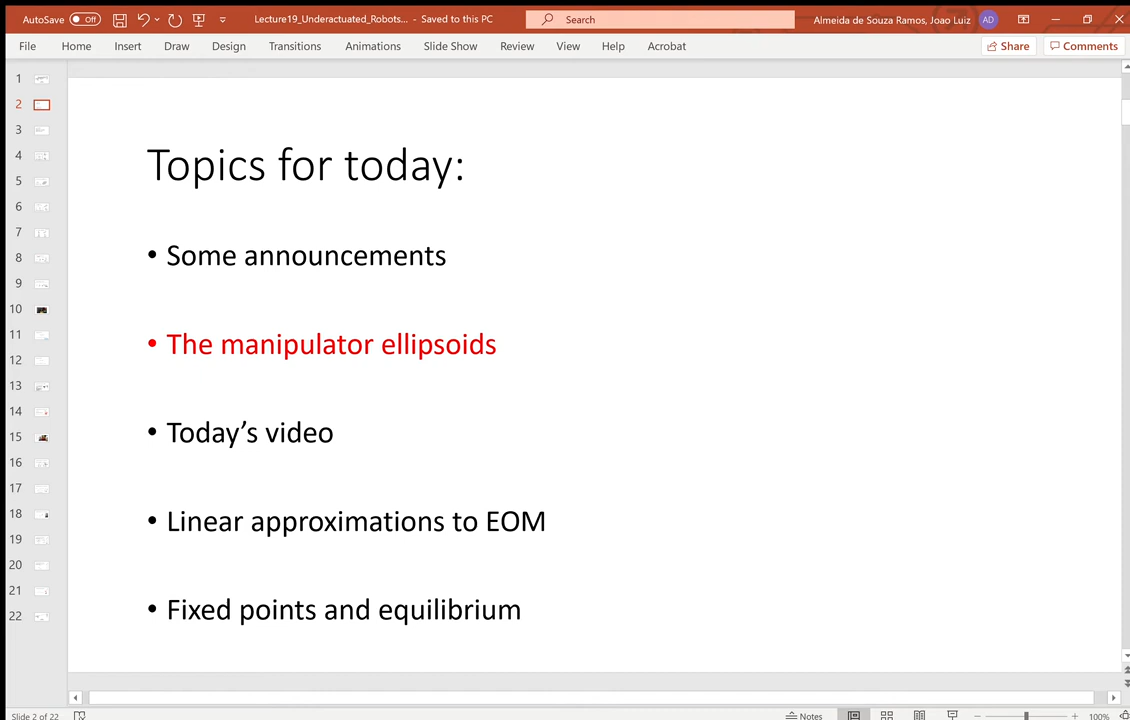 AutoSave Off Lecture19_Underactuated_Robots... - Saved to this PC Search Almeida de Souza Ramos, Joao Luiz AD
File Home Insert Draw Design Transitions Animations Slide Show Review View Help Acrobat Share Comments
1
2
3
4
5
6
7
8
9
10
11
12
13
14
15
16
17
18
19
20
21
22
Topics for today:
• Some announcements
• The manipulator ellipsoids
• Today's video
• Linear approximations to EOM
• Fixed points and equilibrium
Slide 2 of 22 Notes 100%